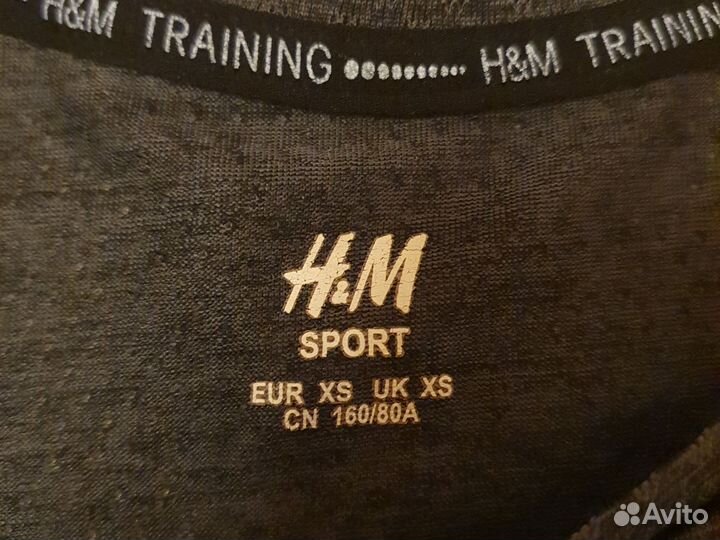 H&M TRAINING H&M TRAINING
H&M
SPORT
EUR XS UK XS
CN 160/80A
Avito